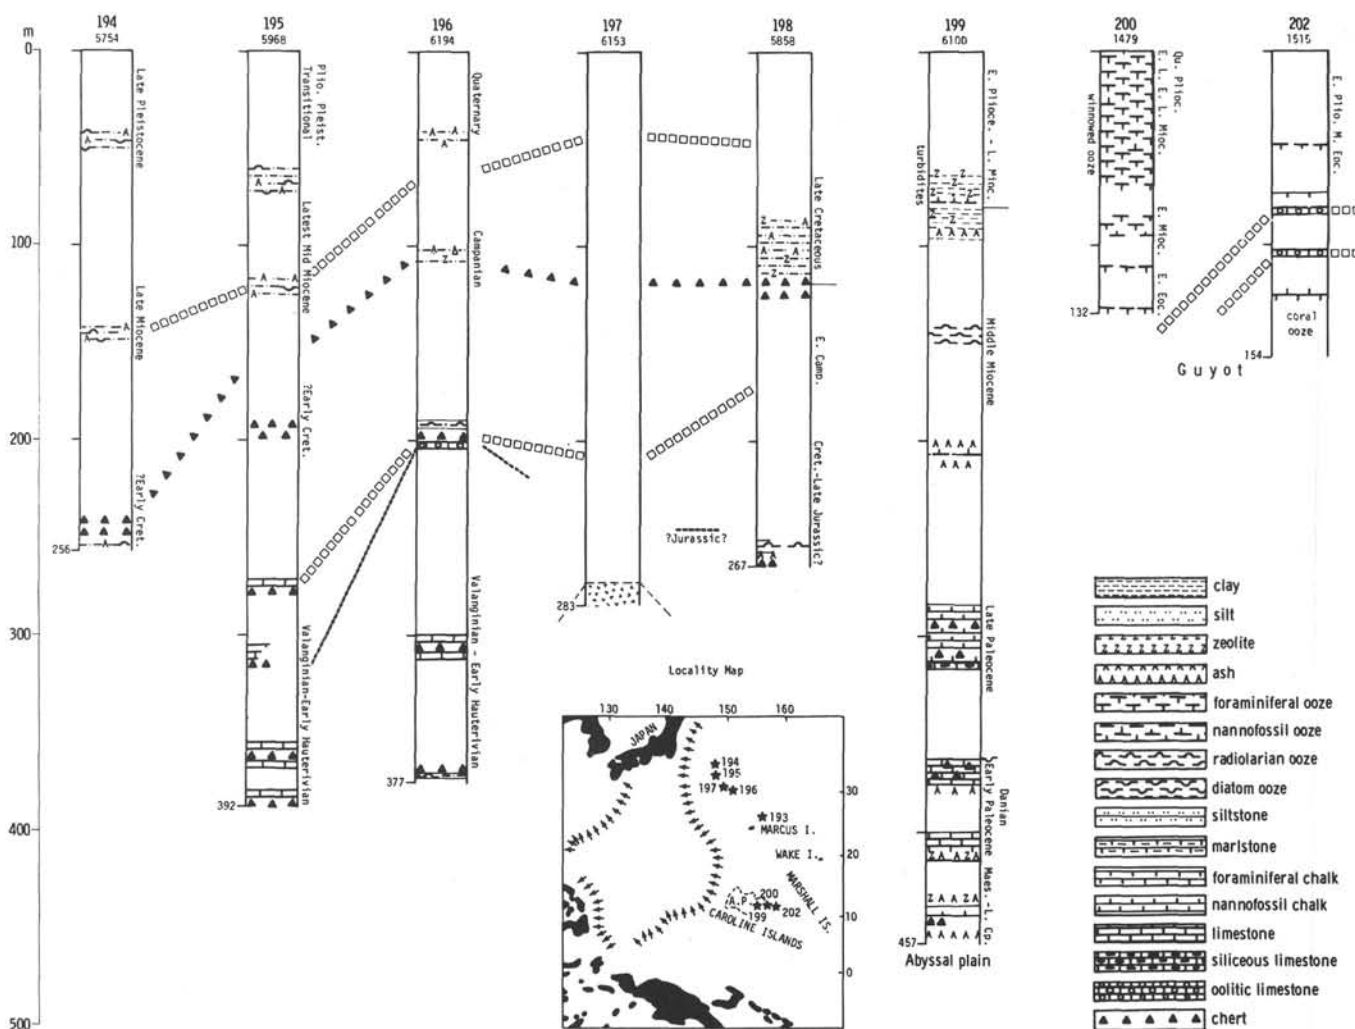 m
0
100
200
300
400
500
194
5754
Late Pleistocene
Late Miocene
?Early Cret.
256
195
5968
Plio. Pleist.
Transitional
Latest Mid Miocene
?Early Cret.
Valanginian-Early Hauterivian
392
196
6194
Quaternary
Campanian
Valanginian - Early Hauterivian
377
197
6153
283
?Jurassic?
198
5858
Late Cretaceous
E. Camp.
Cret.-Late Jurassic?
267
199
6100
turbidites
E. Plioce. - L. Minc.
Middle Miocene
Late Paleocene
Early Paleocene
Danian
Maes.-L. Cp.
457
Abyssal plain
200
1479
winnowed ooze
Qu. Plioc.
E. L. E. L. Mioc.
E. Mioc.
E. Eoc.
132
202
1515
E. Plio. M. Eoc.
coral
ooze
154
Guyot
Locality Map
130
140
150
160
JAPAN
194
195
197
196
193
MARCUS I.
WAKE I.
MARSHALL IS.
200
A.P.
199
202
CAROLINE ISLANDS
30
20
10
0
clay
silt
zeolite
ash
foraminiferal ooze
nannofossil ooze
radiolarian ooze
diatom ooze
siltstone
marlstone
foraminiferal chalk
nannofossil chalk
limestone
siliceous limestone
oolitic limestone
chert